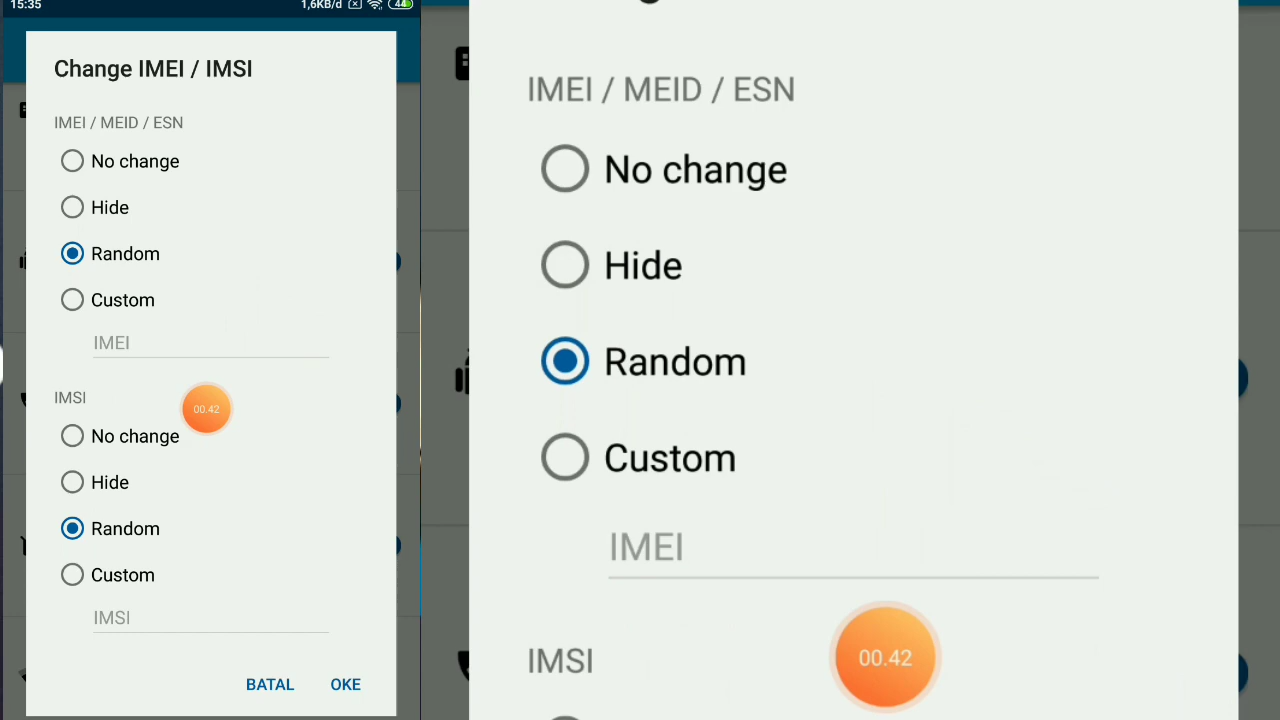 15:35
1,6KB/d
44
Change IMEI / IMSI
IMEI / MEID / ESN
No change
Hide
Random
Custom
IMEI
IMSI
00.42
No change
Hide
Random
Custom
IMSI
BATAL
OKE
IMEI / MEID / ESN
No change
Hide
Random
Custom
IMEI
00.42
IMSI